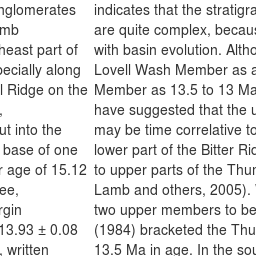 nglomerates
mb
heast part of
pecially along
l Ridge on the
,
ut into the
base of one
r age of 15.12
ee,
rgin
13.93 ± 0.08
, written
indicates that the stratigra
are quite complex, becaus
with basin evolution. Altho
Lovell Wash Member as a
Member as 13.5 to 13 Ma
have suggested that the u
may be time correlative to
lower part of the Bitter Rid
to upper parts of the Thur
Lamb and others, 2005). 
two upper members to be
(1984) bracketed the Thu
13.5 Ma in age. In the sou